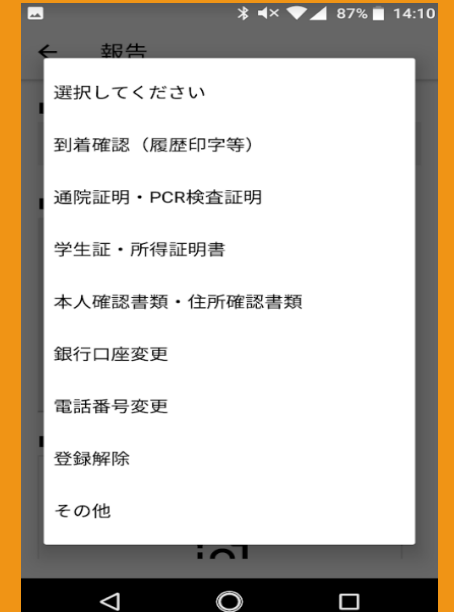 87% 14:10
報告
選択してください
到着確認（履歴印字等）
通院証明・PCR検査証明
学生証・所得証明書
本人確認書類・住所確認書類
銀行口座変更
電話番号変更
登録解除
その他